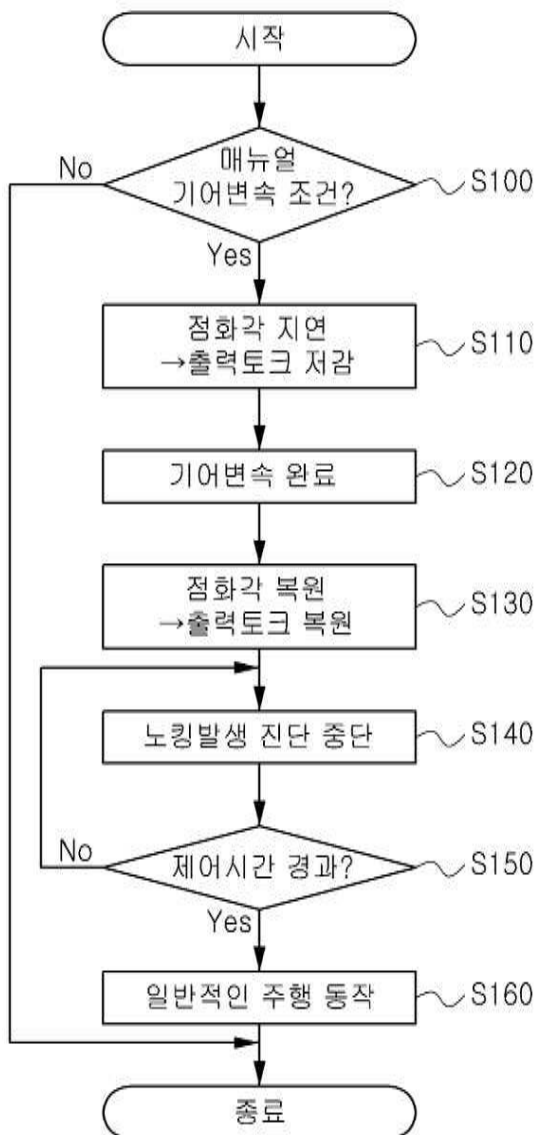 시작
매뉴얼
기어변속 조건?
No
S100
Yes
점화각 지연
→출력토크 저감
S110
기어변속 완료
S120
점화각 복원
→출력토크 복원
S130
노킹발생 진단 중단
S140
No
제어시간 경과?
S150
Yes
일반적인 주행 동작
S160
종료